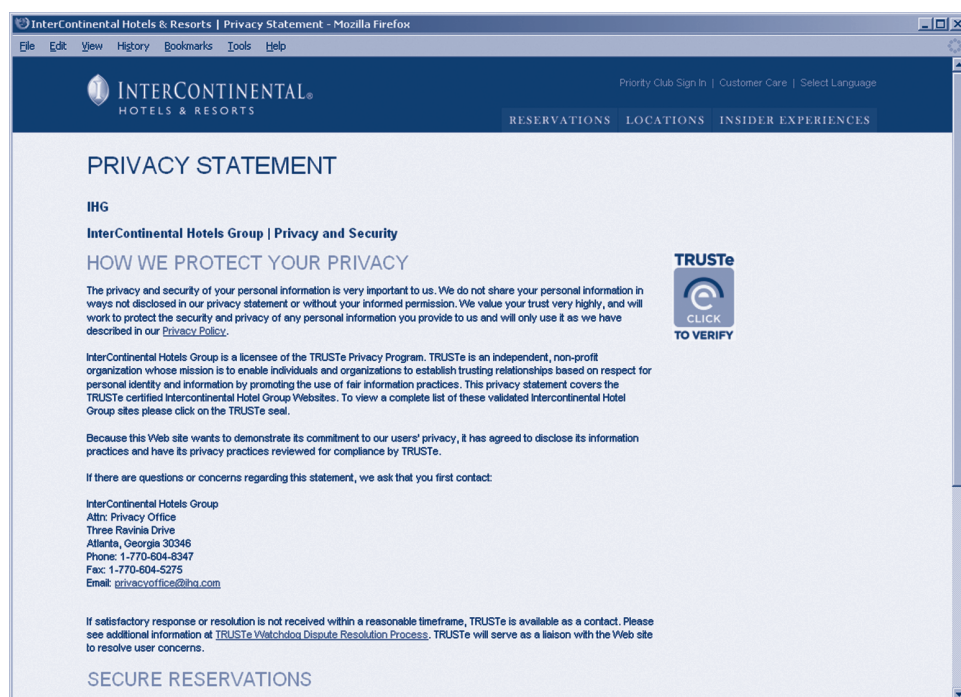 InterContinental Hotels & Resorts | Privacy Statement - Mozilla Firefox
File Edit View History Bookmarks Tools Help
Priority Club Sign In | Customer Care | Select Language
INTERCONTINENTAL®
HOTELS & RESORTS
RESERVATIONS LOCATIONS INSIDER EXPERIENCES
PRIVACY STATEMENT
IHG
InterContinental Hotels Group | Privacy and Security
HOW WE PROTECT YOUR PRIVACY
The privacy and security of your personal information is very important to us. We do not share your personal information in
ways not disclosed in our privacy statement or without your informed permission. We value your trust very highly, and will
work to protect the security and privacy of any personal information you provide to us and will only use it as we have
described in our Privacy Policy.
TRUSTe
e
CLICK
TO VERIFY
InterContinental Hotels Group is a licensee of the TRUSTe Privacy Program. TRUSTe is an independent, non-profit
organization whose mission is to enable individuals and organizations to establish trusting relationships based on respect for
personal identity and information by promoting the use of fair information practices. This privacy statement covers the
TRUSTe certified Intercontinental Hotel Group Websites. To view a complete list of these validated Intercontinental Hotel
Group sites please click on the TRUSTe seal.
Because this Web site wants to demonstrate its commitment to our users' privacy, it has agreed to disclose its information
practices and have its privacy practices reviewed for compliance by TRUSTe.
If there are questions or concerns regarding this statement, we ask that you first contact:
InterContinental Hotels Group
Attn: Privacy Office
Three Ravinia Drive
Atlanta, Georgia 30346
Phone: 1-770-604-8347
Fax: 1-770-604-5275
Email: privacyoffice@ihg.com
If satisfactory response or resolution is not received within a reasonable timeframe, TRUSTe is available as a contact. Please
see additional information at TRUSTe Watchdog Dispute Resolution Process. TRUSTe will serve as a liaison with the Web site
to resolve user concerns.
SECURE RESERVATIONS